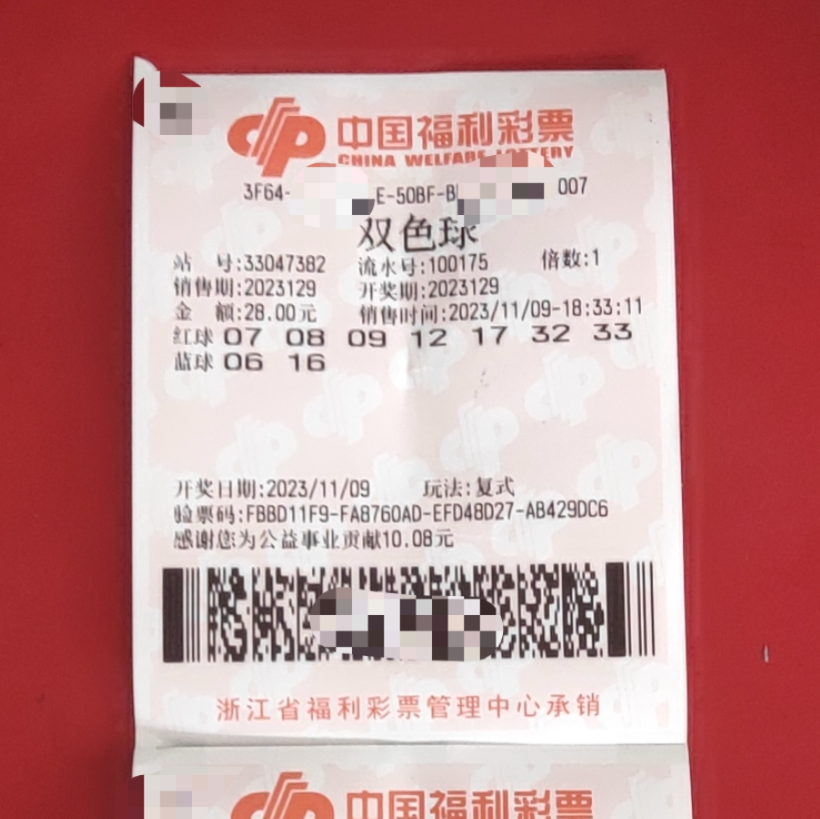 中国福利彩票
CHINA WELFARE LOTTERY
3F64- E-50BF-B 007
双色球
站 号:33047382 流水号:100175 倍数:1
销售期:2023129 开奖期:2023129
金 额:28.00元 销售时间:2023/11/09-18:33:11
红球 07 08 09 12 17 32 33
蓝球 06 16
开奖日期:2023/11/09 玩法:复式
验票码:FBBD11F9-FA8760AD-EFD48D27-AB429DC6
感谢您为公益事业贡献10.08元
浙江省福利彩票管理中心承销
中国福利彩票